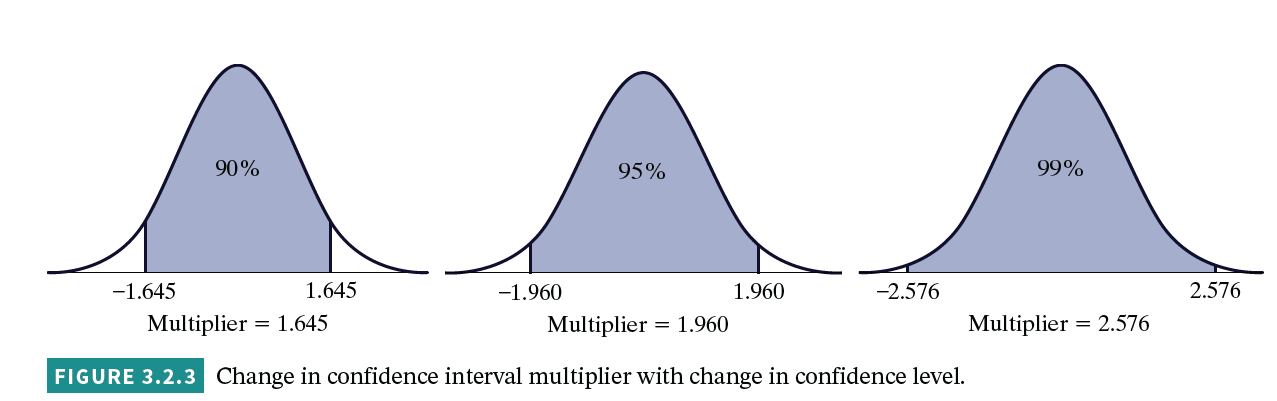 90%
95%
99%
−1.645 1.645
−1.960 1.960
−2.576 2.576
Multiplier = 1.645
Multiplier = 1.960
Multiplier = 2.576
FIGURE 3.2.3 Change in confidence interval multiplier with change in confidence level.